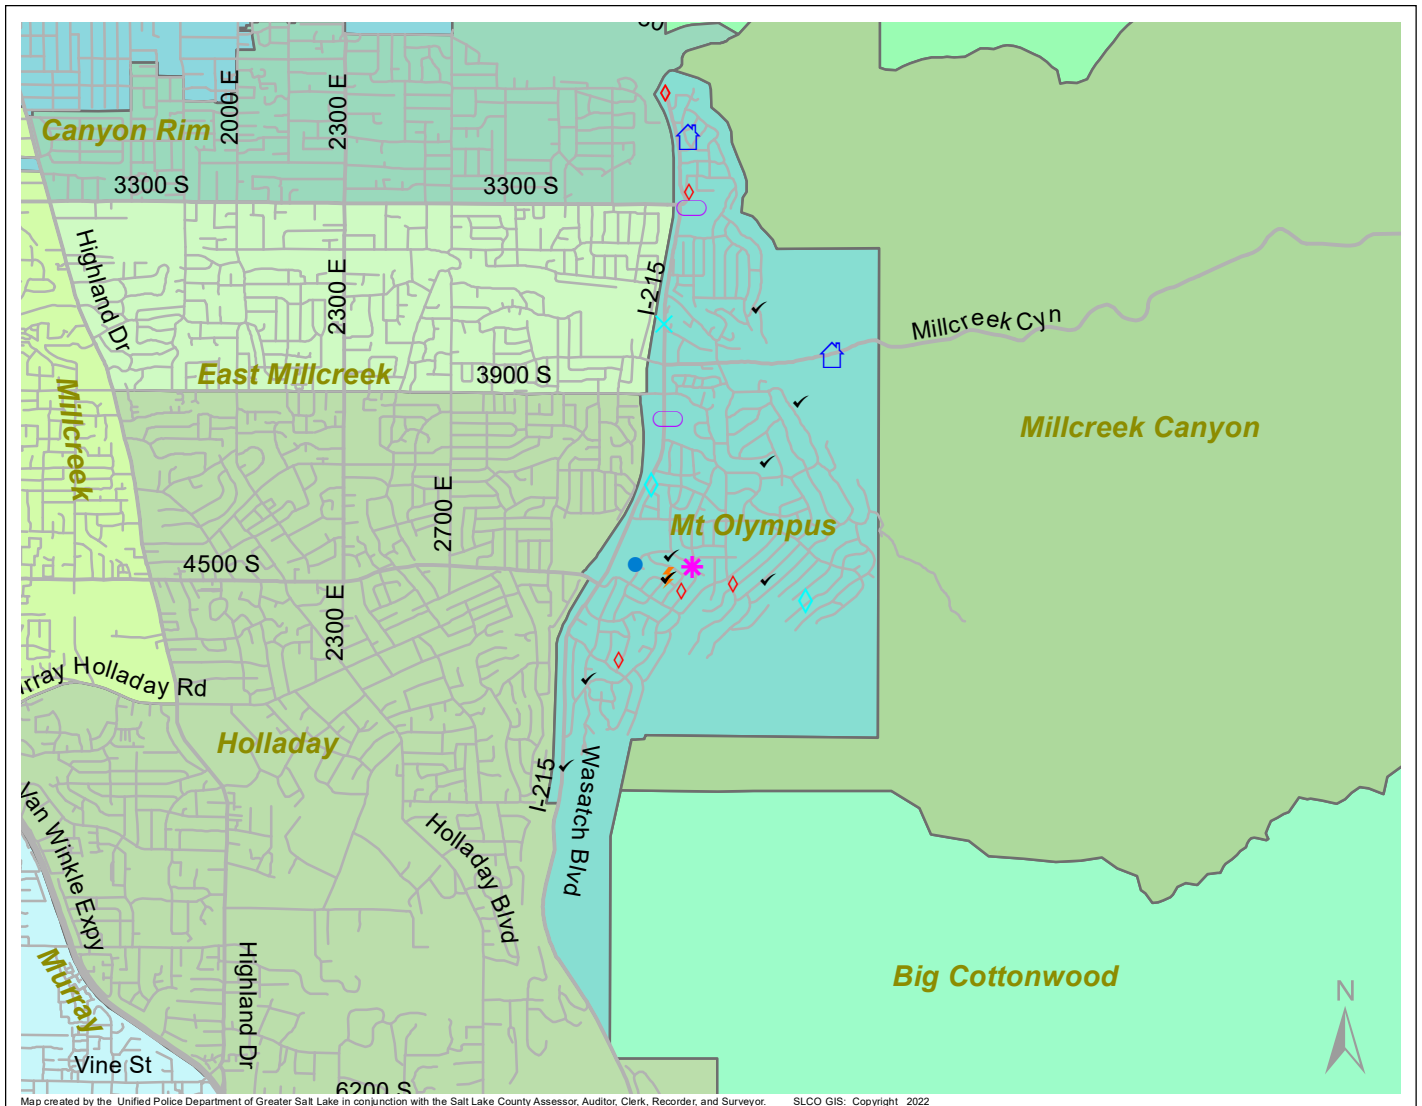 Canyon Rim
2000 E
2300 E
3300 S
3300 S
Highland Dr
2300 E
I-215
Millcreek Cyn
East Millcreek
3900 S
Millcreek
Millcreek Canyon
2700 E
Mt Olympus
4500 S
2300 E
rray Holladay Rd
Holladay
I-215
Wasatch Blvd
Van Winkle Expy
Holladay Blvd
Highland Dr
Murray
Big Cottonwood
N
Vine St
6200 S
Map created by the Unified Police Department of Greater Salt Lake in conjunction with the Salt Lake County Assessor, Auditor, Clerk, Recorder, and Surveyor. SLCO GIS: Copyright 2022